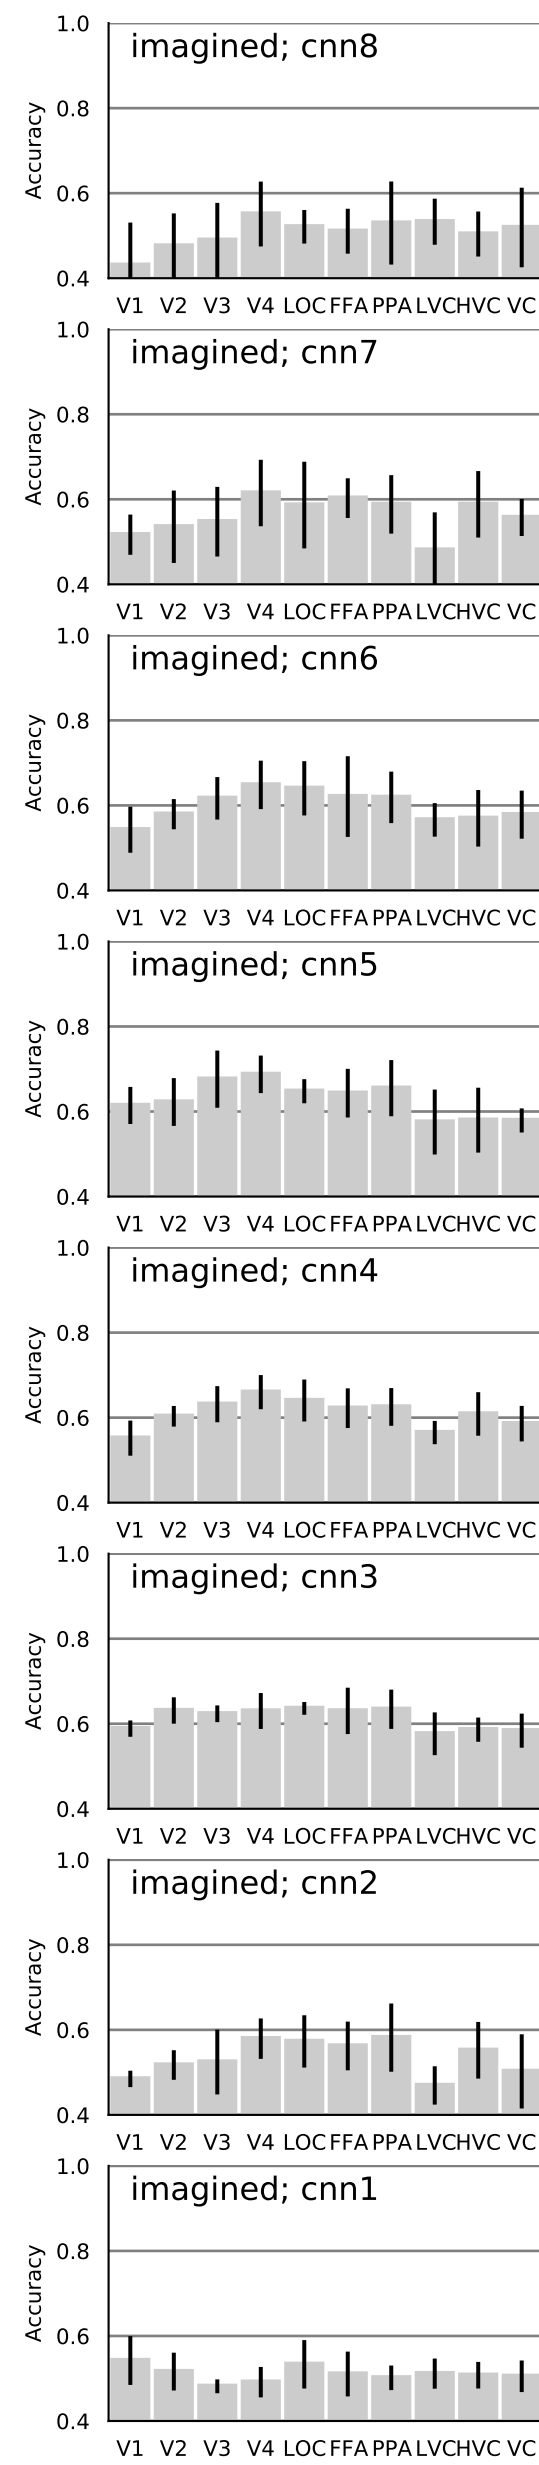 1.0
imagined; cnn8
0.8
Accuracy
0.6
0.4
V1 V2 V3 V4 LOC FFA PPA LVC HVC VC
1.0
imagined; cnn7
0.8
Accuracy
0.6
0.4
V1 V2 V3 V4 LOC FFA PPA LVC HVC VC
1.0
imagined; cnn6
0.8
Accuracy
0.6
0.4
V1 V2 V3 V4 LOC FFA PPA LVC HVC VC
1.0
imagined; cnn5
0.8
Accuracy
0.6
0.4
V1 V2 V3 V4 LOC FFA PPA LVC HVC VC
1.0
imagined; cnn4
0.8
Accuracy
0.6
0.4
V1 V2 V3 V4 LOC FFA PPA LVC HVC VC
1.0
imagined; cnn3
0.8
Accuracy
0.6
0.4
V1 V2 V3 V4 LOC FFA PPA LVC HVC VC
1.0
imagined; cnn2
0.8
Accuracy
0.6
0.4
V1 V2 V3 V4 LOC FFA PPA LVC HVC VC
1.0
imagined; cnn1
0.8
Accuracy
0.6
0.4
V1 V2 V3 V4 LOC FFA PPA LVC HVC VC